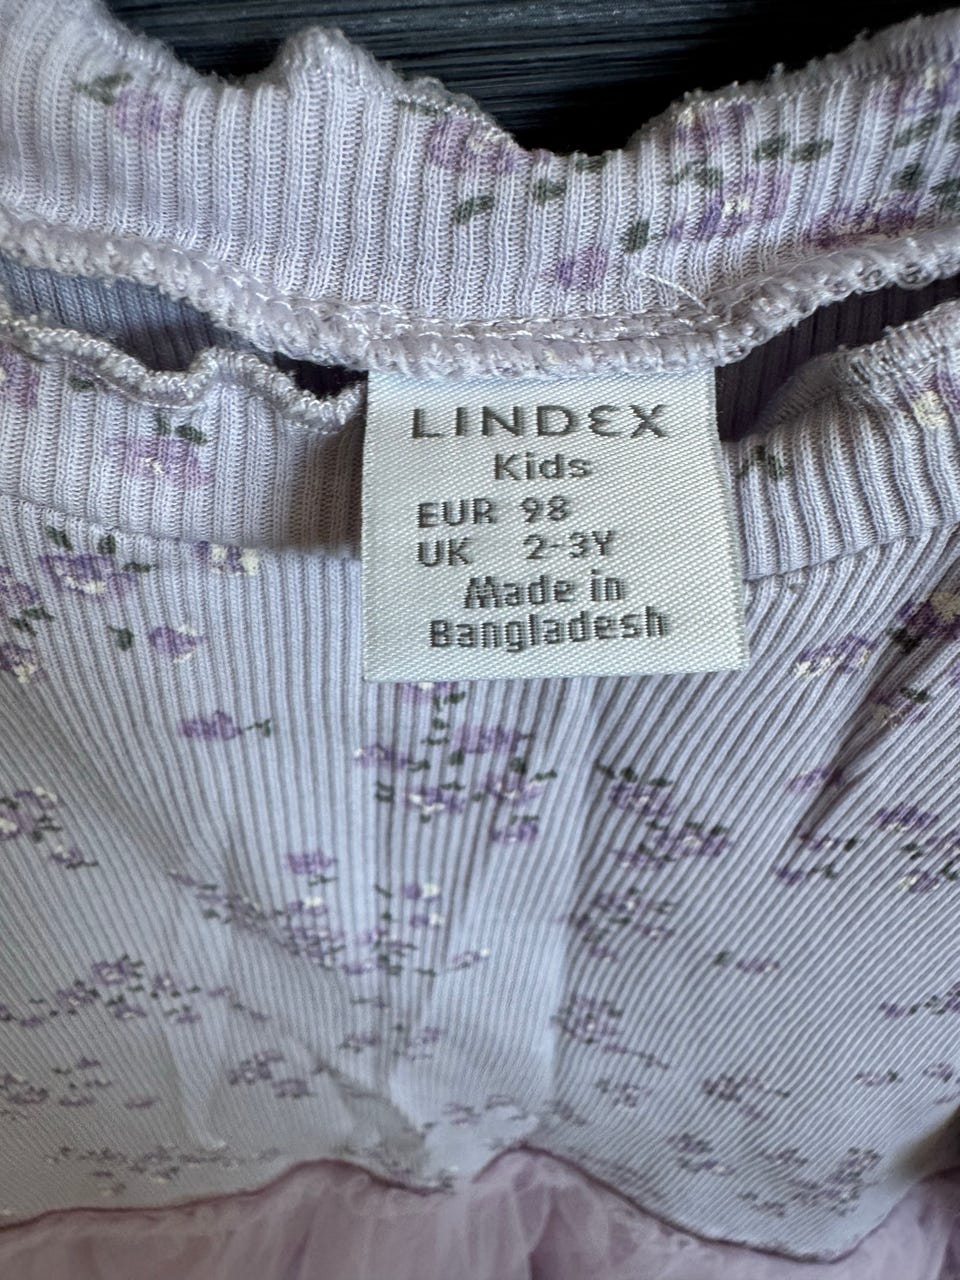 LINDEX
Kids
EUR 98
UK 2-3Y
Made in
Bangladesh